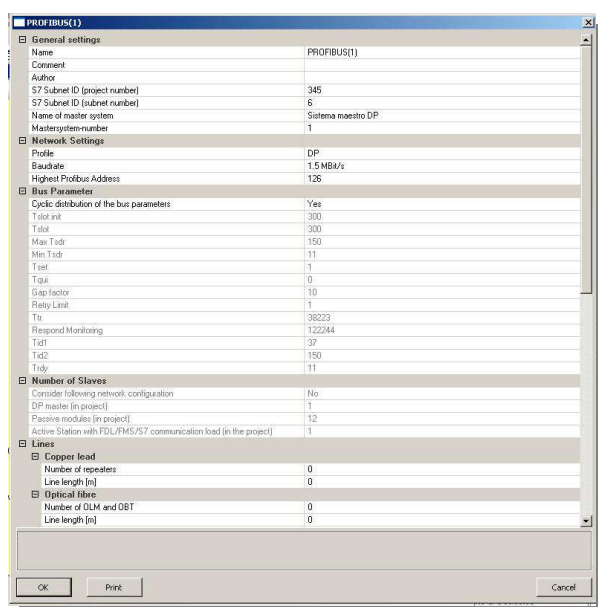 PROFIBUS(1)
General settings
Name PROFIBUS(1)
Comment
Author
S7 Subnet ID (project number) 345
S7 Subnet ID (subnet number) 6
Name of master system Sistema maestro DP
Mastersystem-number 1
Network Settings
Profile DP
Baudrate 1.5 MBit/s
Highest Profibus Address 126
Bus Parameter
Cyclic distribution of the bus parameters Yes
Tslot init 300
Tslot 300
Max Tsdr 150
Min Tsdr 11
Tset 1
Tqui 0
Gap factor 10
Retry Limit 1
Ttr 38223
Respond Monitoring 122244
Tid1 37
Tid2 150
Trdy 11
Number of Slaves
Consider following network configuration No
DP master (in project) 1
Passive modules (in project) 12
Active Station with FDL/FMS/S7 communication load (in the project) 1
Lines
Copper lead
Number of repeaters 0
Line length [m] 0
Optical fibre
Number of OLM and OBT 0
Line length [m] 0
OK Print Cancel